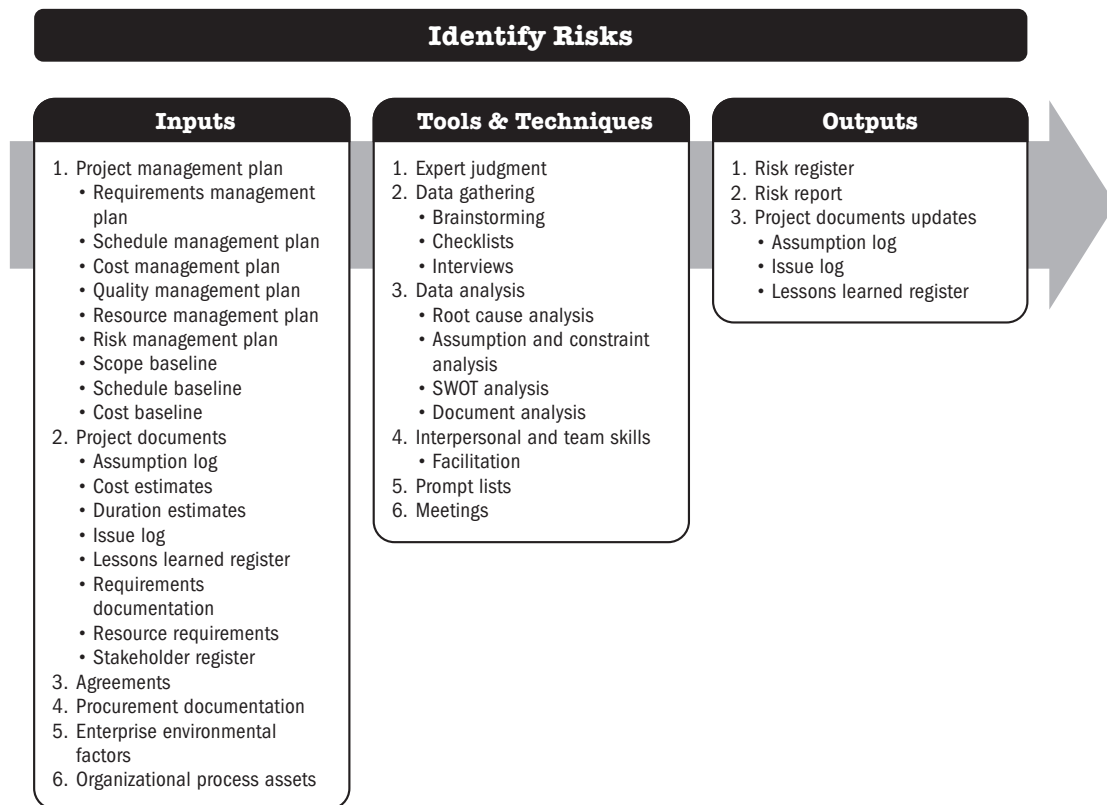 Identify Risks
Inputs
1. Project management plan
• Requirements management
plan
• Schedule management plan
• Cost management plan
• Quality management plan
• Resource management plan
• Risk management plan
• Scope baseline
• Schedule baseline
• Cost baseline
2. Project documents
• Assumption log
• Cost estimates
• Duration estimates
• Issue log
• Lessons learned register
• Requirements
documentation
• Resource requirements
• Stakeholder register
3. Agreements
4. Procurement documentation
5. Enterprise environmental
factors
6. Organizational process assets
Tools & Techniques
1. Expert judgment
2. Data gathering
• Brainstorming
• Checklists
• Interviews
3. Data analysis
• Root cause analysis
• Assumption and constraint
analysis
• SWOT analysis
• Document analysis
4. Interpersonal and team skills
• Facilitation
5. Prompt lists
6. Meetings
Outputs
1. Risk register
2. Risk report
3. Project documents updates
• Assumption log
• Issue log
• Lessons learned register